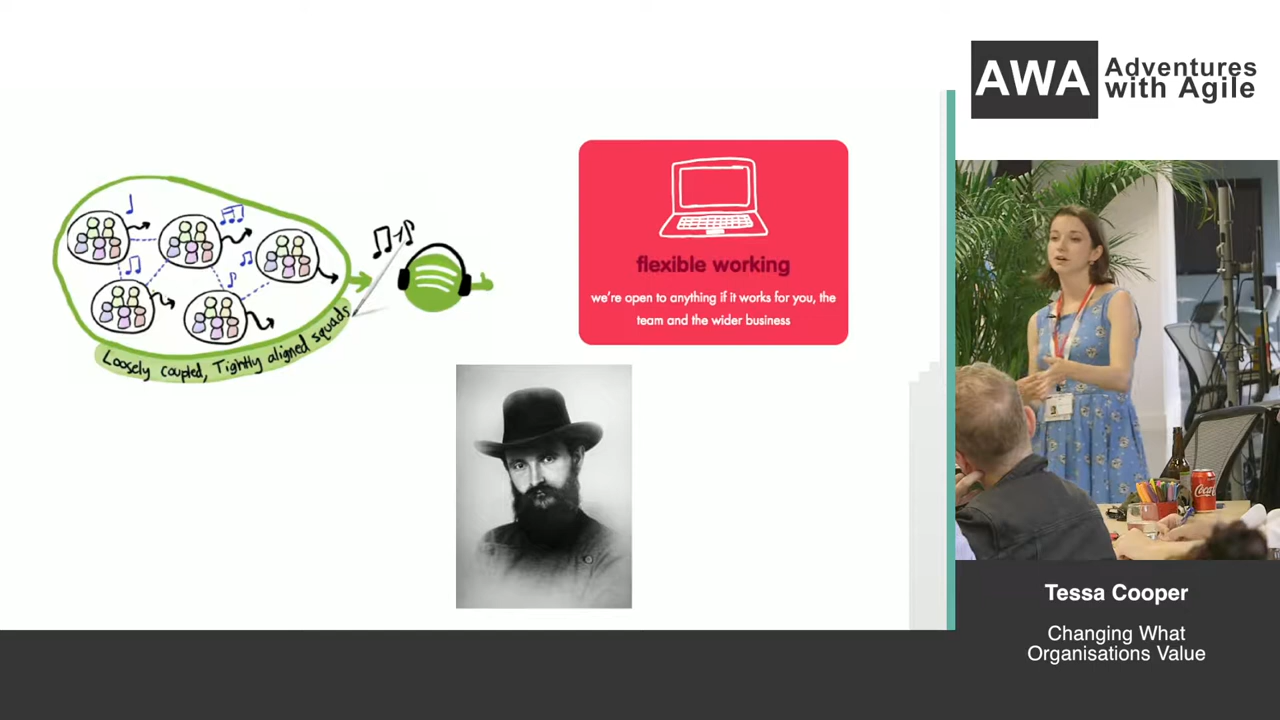 AWA
Adventures
with Agile
Loosely coupled, Tightly aligned squads
flexible working
we're open to anything if it works for you, the
team and the wider business
Coca
Tessa Cooper
Changing What
Organisations Value